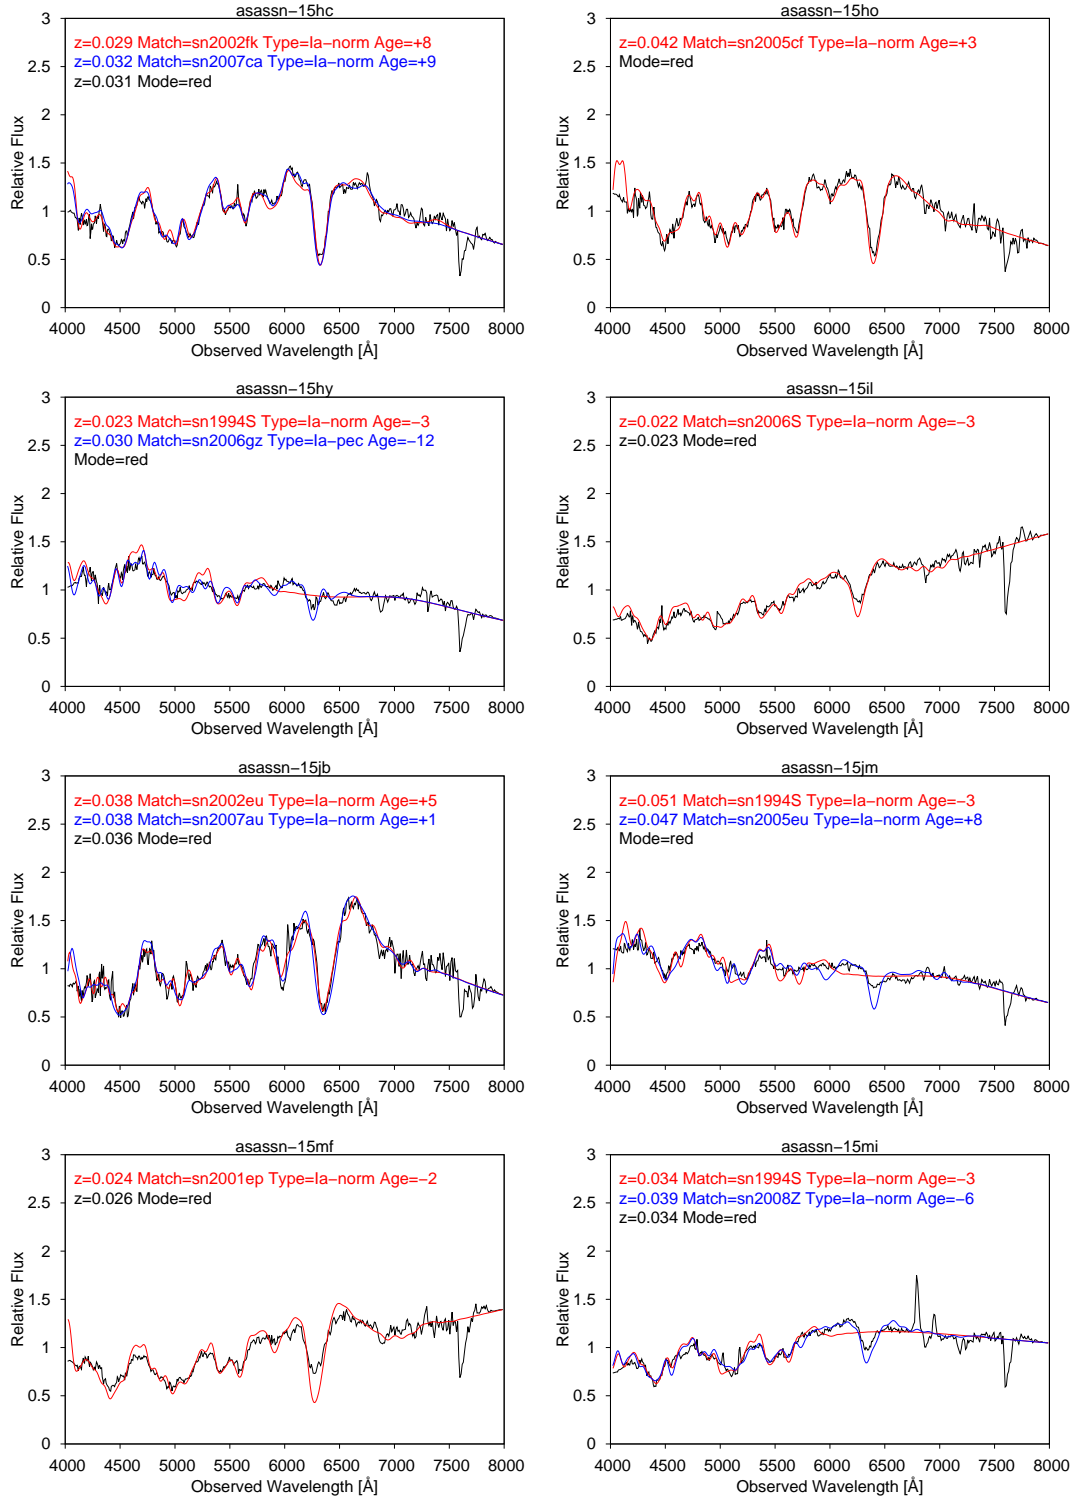 asasssn−15hc
z=0.029 Match=sn2002fk Type=Ia−norm Age=+8
z=0.032 Match=sn2007ca Type=Ia−norm Age=+9
z=0.031 Mode=red
3
2.5
2
1.5
1
0.5
0
Relative Flux
4000 4500 5000 5500 6000 6500 7000 7500 8000
Observed Wavelength [Å]
asassn−15ho
z=0.042 Match=sn2005cf Type=Ia−norm Age=+3
Mode=red
3
2.5
2
1.5
1
0.5
0
Relative Flux
4000 4500 5000 5500 6000 6500 7000 7500 8000
Observed Wavelength [Å]
asassn−15hy
z=0.023 Match=sn1994S Type=Ia−norm Age=−3
z=0.030 Match=sn2006gz Type=Ia−pec Age=−12
Mode=red
3
2.5
2
1.5
1
0.5
0
Relative Flux
4000 4500 5000 5500 6000 6500 7000 7500 8000
Observed Wavelength [Å]
asassn−15il
z=0.022 Match=sn2006S Type=Ia−norm Age=−3
z=0.023 Mode=red
3
2.5
2
1.5
1
0.5
0
Relative Flux
4000 4500 5000 5500 6000 6500 7000 7500 8000
Observed Wavelength [Å]
asassn−15jb
z=0.038 Match=sn2002eu Type=Ia−norm Age=+5
z=0.038 Match=sn2007au Type=Ia−norm Age=+1
z=0.036 Mode=red
3
2.5
2
1.5
1
0.5
0
Relative Flux
4000 4500 5000 5500 6000 6500 7000 7500 8000
Observed Wavelength [Å]
asassn−15jm
z=0.051 Match=sn1994S Type=Ia−norm Age=−3
z=0.047 Match=sn2005eu Type=Ia−norm Age=+8
Mode=red
3
2.5
2
1.5
1
0.5
0
Relative Flux
4000 4500 5000 5500 6000 6500 7000 7500 8000
Observed Wavelength [Å]
asassn−15mf
z=0.024 Match=sn2001ep Type=Ia−norm Age=−2
z=0.026 Mode=red
3
2.5
2
1.5
1
0.5
0
Relative Flux
4000 4500 5000 5500 6000 6500 7000 7500 8000
Observed Wavelength [Å]
asassn−15mi
z=0.034 Match=sn1994S Type=Ia−norm Age=−3
z=0.039 Match=sn2008Z Type=Ia−norm Age=−6
z=0.034 Mode=red
3
2.5
2
1.5
1
0.5
0
Relative Flux
4000 4500 5000 5500 6000 6500 7000 7500 8000
Observed Wavelength [Å]